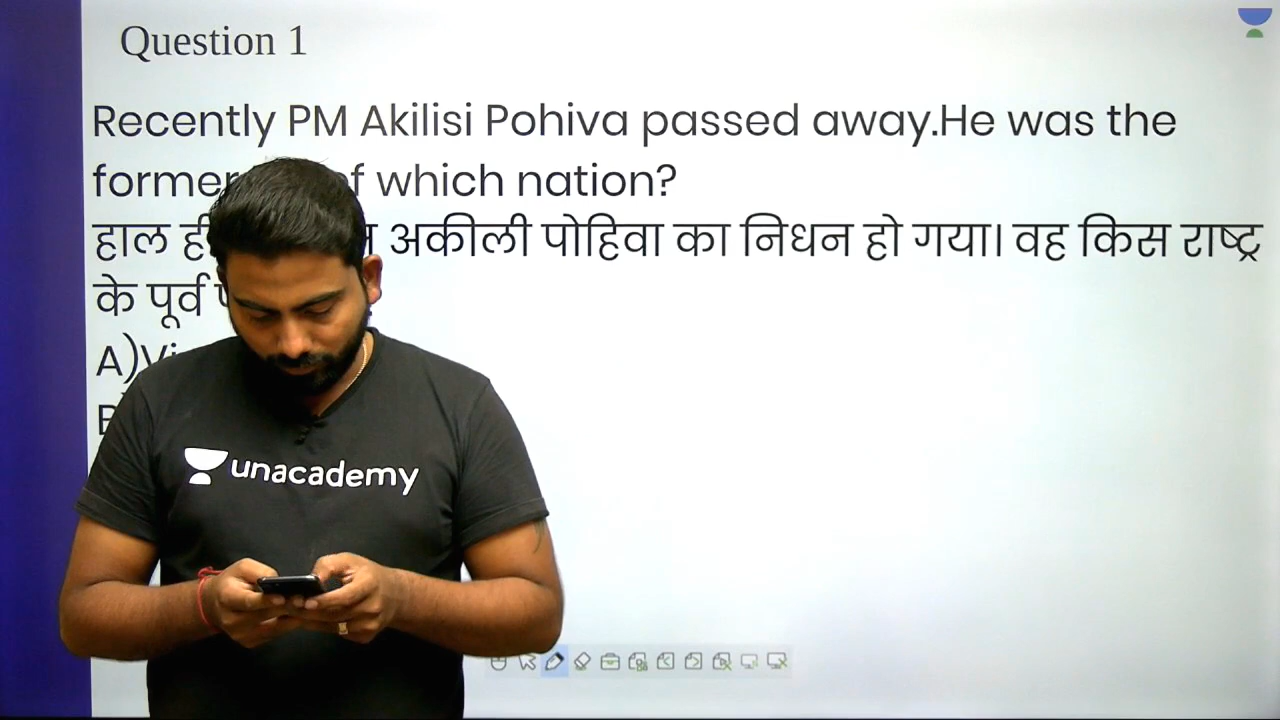 Question 1
Recently PM Akilisi Pohiva passed away.He was the
former of which nation?
हाल अकीली पोहिवा का निधन हो गया। वह किस राष्ट्र
के पूर्व
A)
unacademy